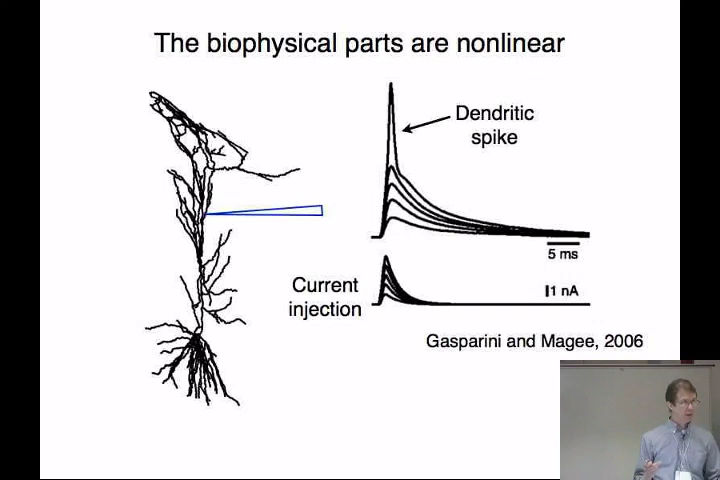 The biophysical parts are nonlinear
Dendritic
spike
5 ms
Current
injection
1 nA
Gasparini and Magee, 2006